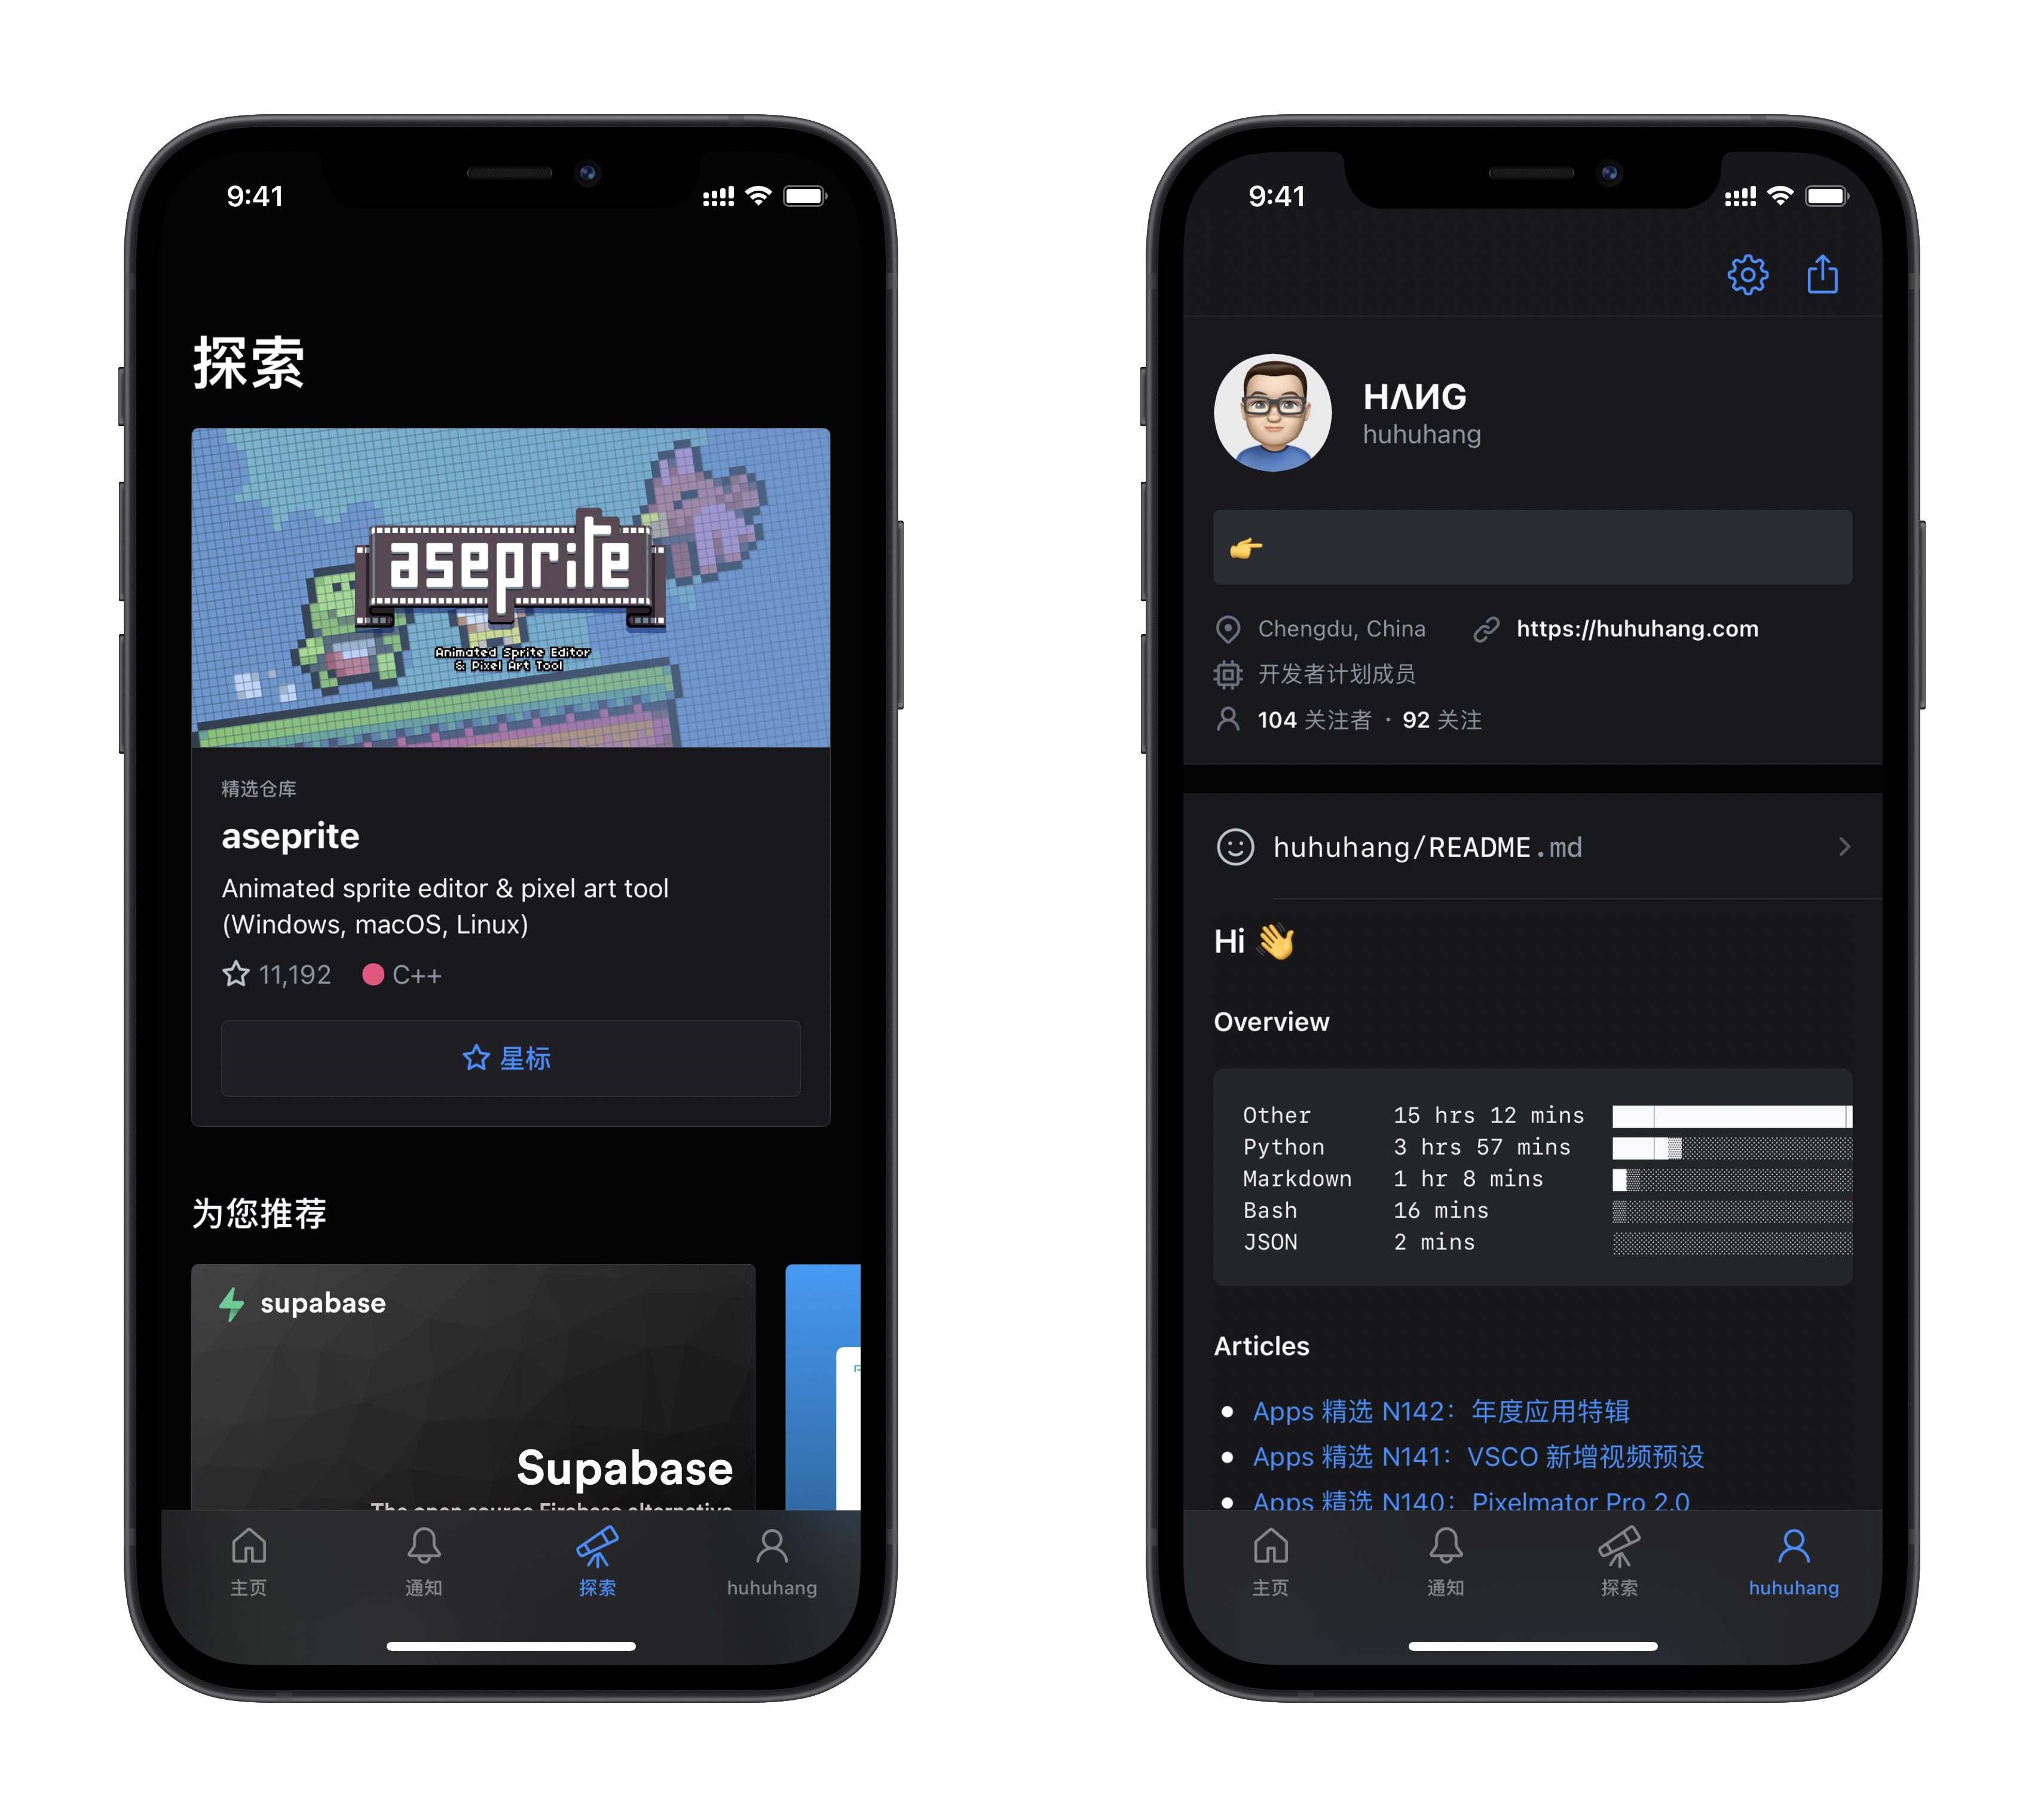 9:41
探索
aseprite
Animated Sprite Editor
& Pixel Art Tool
精选仓库
aseprite
Animated sprite editor & pixel art tool
(Windows, macOS, Linux)
11,192 C++
星标
为您推荐
supabase
Supabase
The open source Firebase alternative
主页 通知 探索 huhuhang
9:41
HΛИG
huhuhang
Chengdu, China https://huhuhang.com
开发者计划成员
104 关注者 · 92 关注
huhuhang/README.md
Hi 👋
Overview
Other 15 hrs 12 mins
Python 3 hrs 57 mins
Markdown 1 hr 8 mins
Bash 16 mins
JSON 2 mins
Articles
Apps 精选 N142：年度应用特辑
Apps 精选 N141：VSCO 新增视频预设
Apps 精选 N140：Pixelmator Pro 2.0
主页 通知 探索 huhuhang